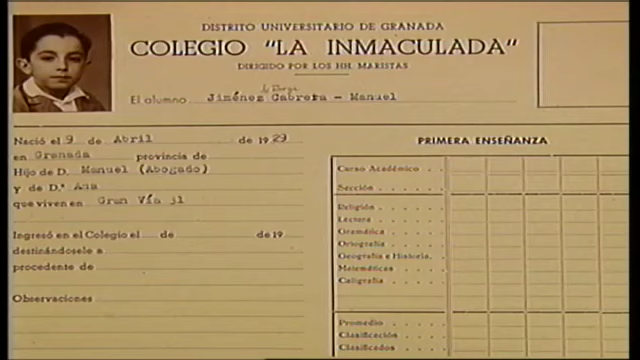 DISTRITO UNIVERSITARIO DE GRANADA
COLEGIO "LA INMACULADA"
DIRIGIDO POR LOS HH. MARISTAS
de Parga
El alumno Jiménez Cabrera - Manuel
Nació el 9 de Abril de 1929
en Granada provincia de
Hijo de D. Manuel (Abogado)
y de D.ª Ana
que viven en Gran Vía
Ingresó en el Colegio el de de 19
destinándosele a
procedente de
Observaciones
PRIMERA ENSEÑANZA
Curso Académico
Sección
Religión
Lectura
Gramática
Ortografía
Geografía e Historia
Matemáticas
Caligrafía
Promedio
Clasificación
Clasificados